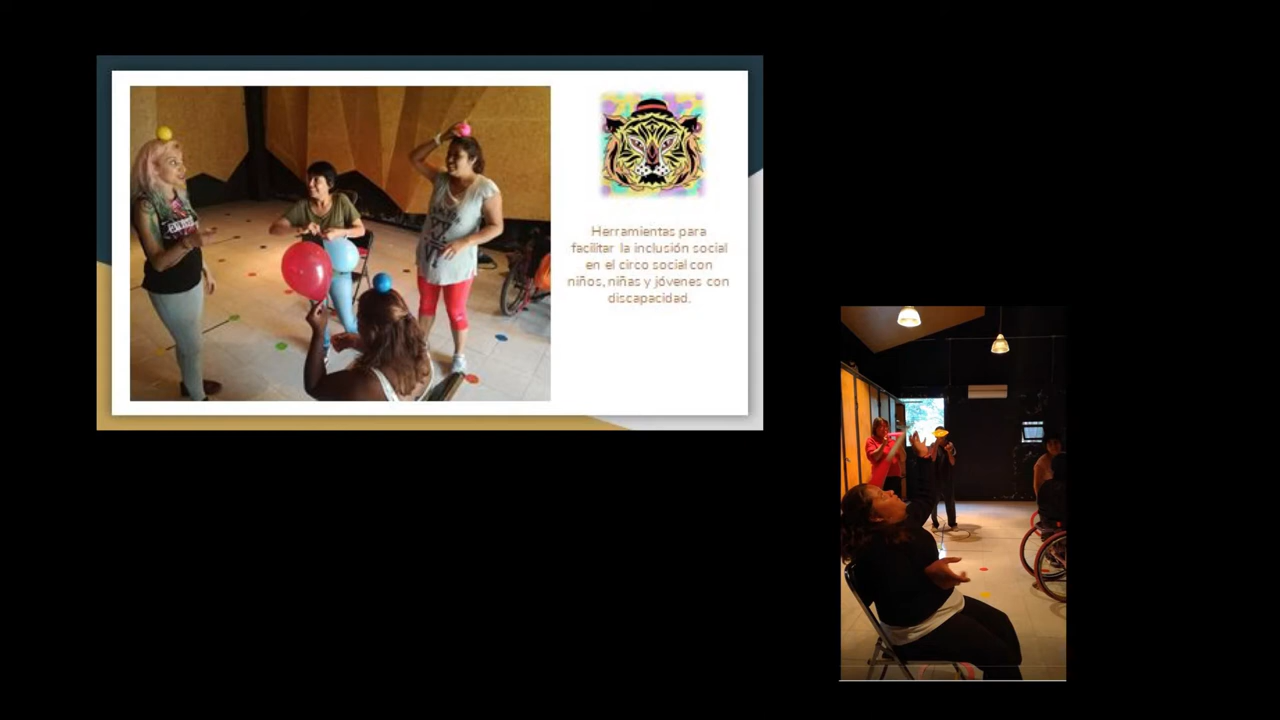 Herramientas para
facilitar la inclusión social
en el circo social con
niños, niñas y jóvenes con
discapacidad.